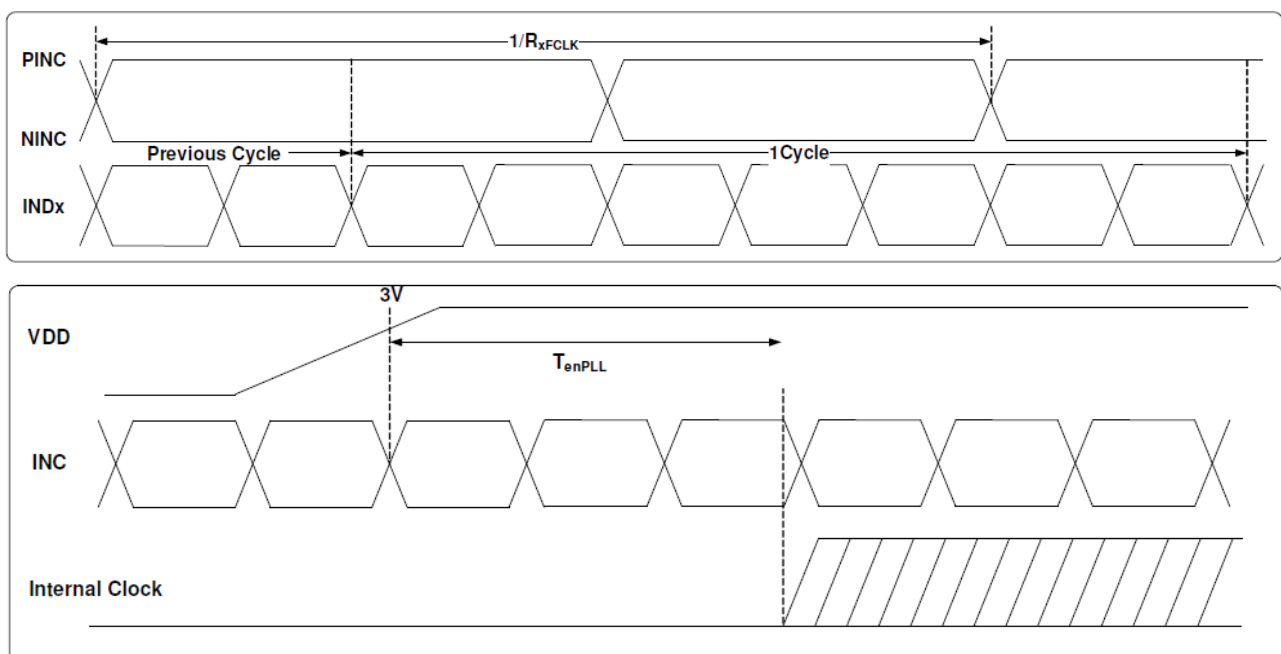 1/RxFCLK
PINC
NINC
Previous Cycle
1Cycle
INDx
3V
VDD
TenPLL
INC
Internal Clock